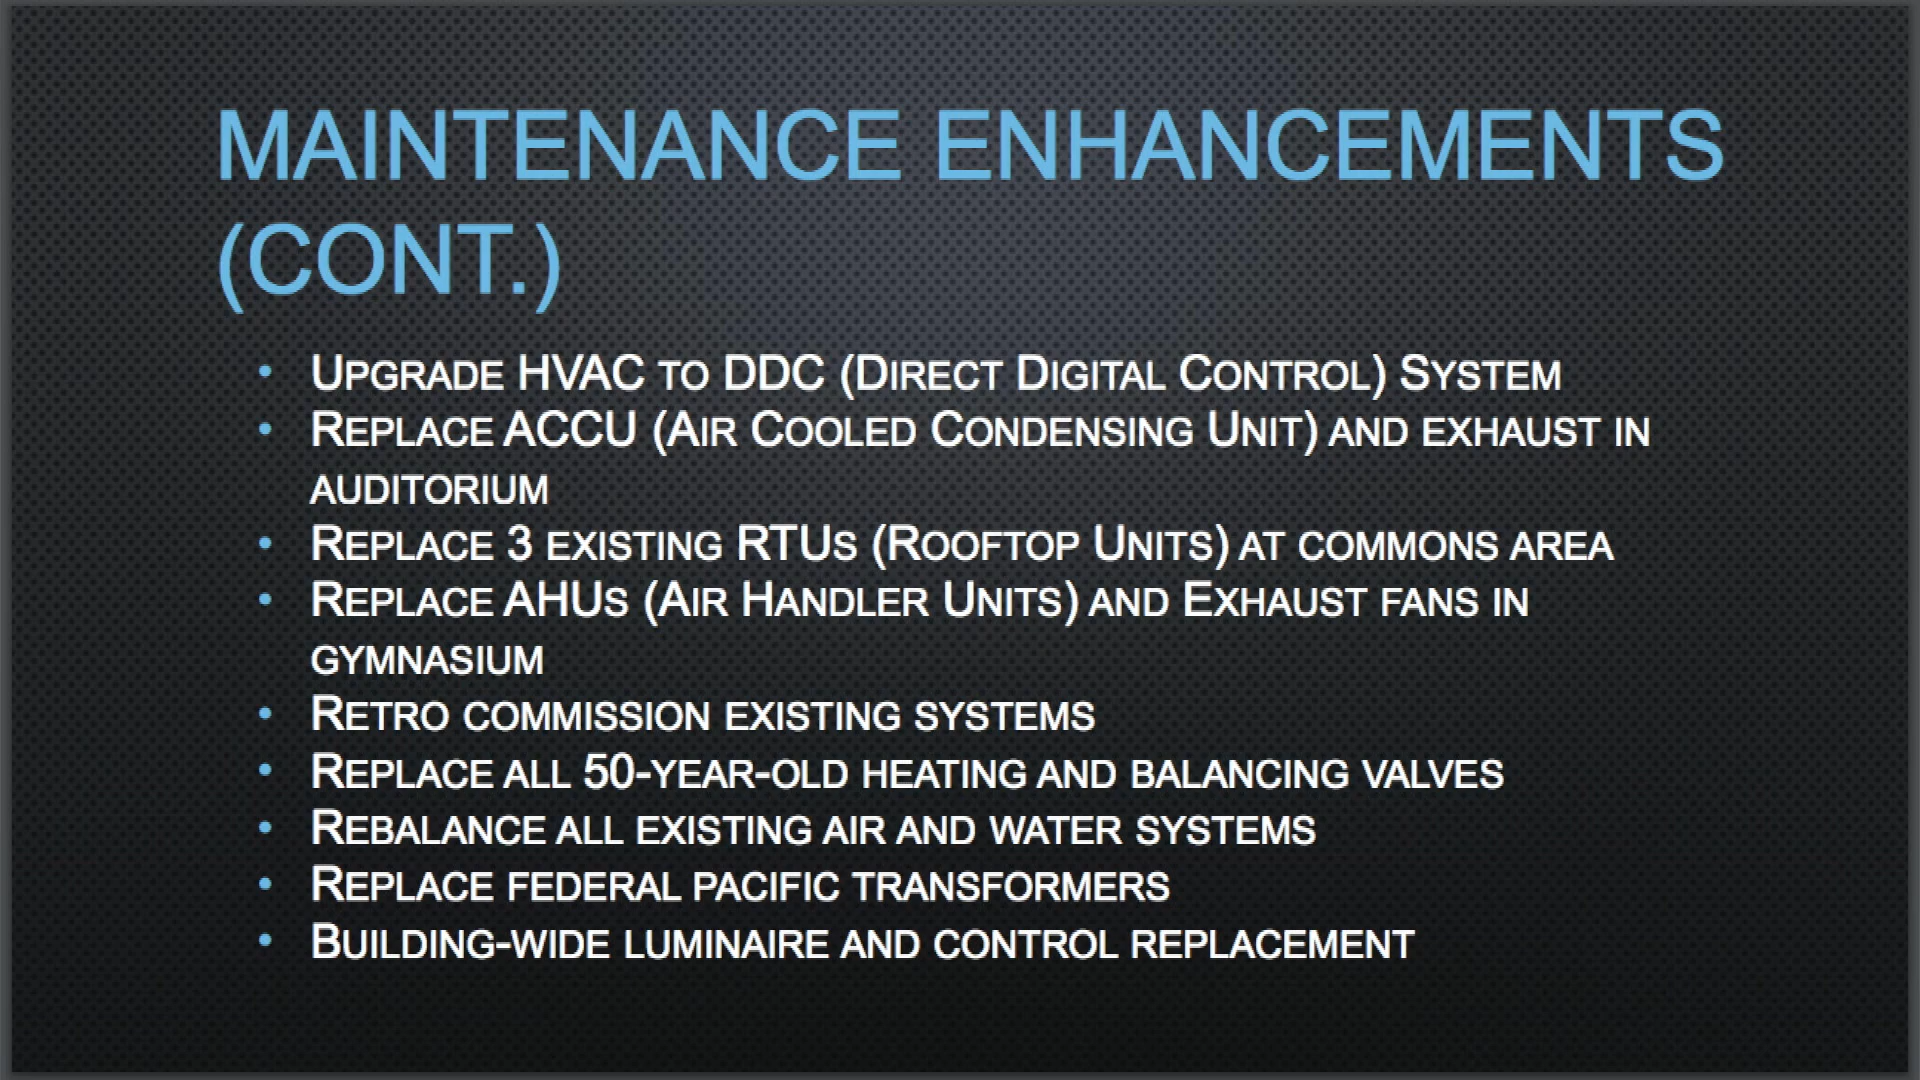 MAINTENANCE ENHANCEMENTS
(CONT.)
• UPGRADE HVAC TO DDC (DIRECT DIGITAL CONTROL) SYSTEM
• REPLACE ACCU (AIR COOLED CONDENSING UNIT) AND EXHAUST IN
AUDITORIUM
• REPLACE 3 EXISTING RTUS (ROOFTOP UNITS) AT COMMONS AREA
• REPLACE AHUS (AIR HANDLER UNITS) AND EXHAUST FANS IN
GYMNASIUM
• RETRO COMMISSION EXISTING SYSTEMS
• REPLACE ALL 50-YEAR-OLD HEATING AND BALANCING VALVES
• REBALANCE ALL EXISTING AIR AND WATER SYSTEMS
• REPLACE FEDERAL PACIFIC TRANSFORMERS
• BUILDING-WIDE LUMINAIRE AND CONTROL REPLACEMENT